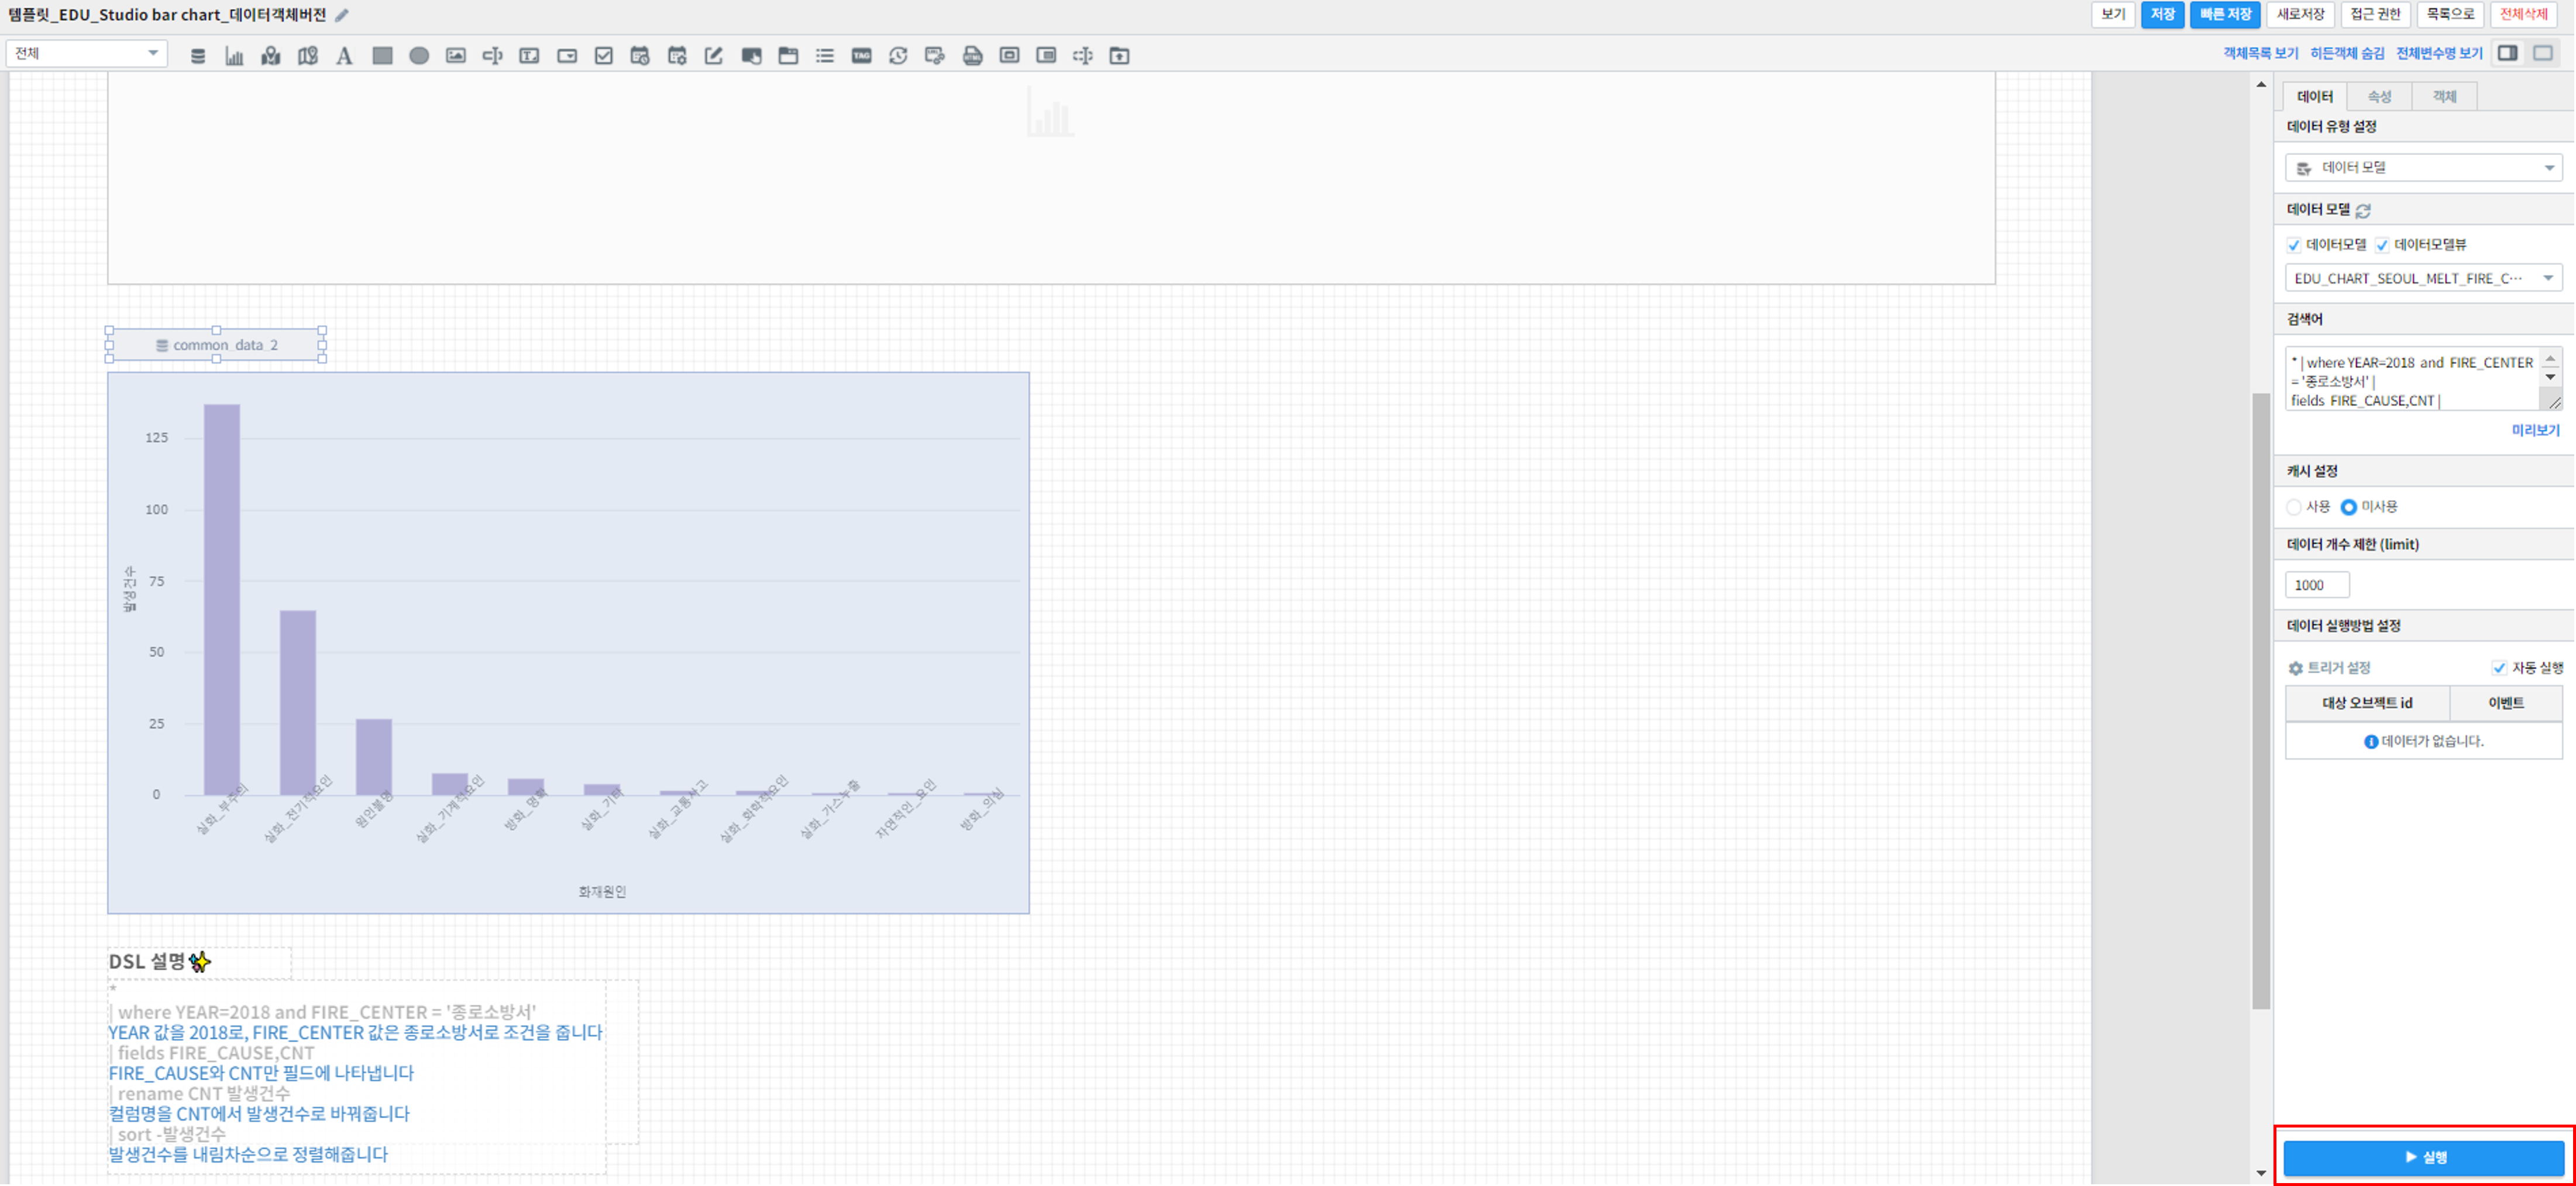 템플릿_EDU_Studio bar chart_데이터객체버전
보기 저장 빠른 저장 새로저장 접근 권한 목록으로 전체삭제
전체
TAG
객체목록 보기 히든객체 숨김 전체변수명 보기
데이터 속성 객체
데이터 유형 설정
데이터 모델
데이터 모델
데이터모델 데이터모델뷰
EDU_CHART_SEOUL_MELT_FIRE_C···
검색어
* | where YEAR=2018 and FIRE_CENTER
= '종로소방서' |
fields FIRE_CAUSE,CNT |
미리보기
캐시 설정
사용 미사용
데이터 개수 제한 (limit)
1000
데이터 실행방법 설정
트리거 설정 자동 실행
대상 오브젝트 id 이벤트
데이터가 없습니다.
실행
common_data_2
발생건수
125
100
75
50
25
0
실화_부주의
실화_전기적요인
원인불명
실화_기계적요인
방화_명확
실화_기타
실화_교통사고
실화_화학적요인
실화_가스누출
자연적인_요인
방화_의심
화재원인
DSL 설명
*
| where YEAR=2018 and FIRE_CENTER = '종로소방서'
YEAR 값을 2018로, FIRE_CENTER 값은 종로소방서로 조건을 줍니다
| fields FIRE_CAUSE,CNT
FIRE_CAUSE와 CNT만 필드에 나타냅니다
| rename CNT 발생건수
컬럼명을 CNT에서 발생건수로 바꿔줍니다
| sort -발생건수
발생건수를 내림차순으로 정렬해줍니다